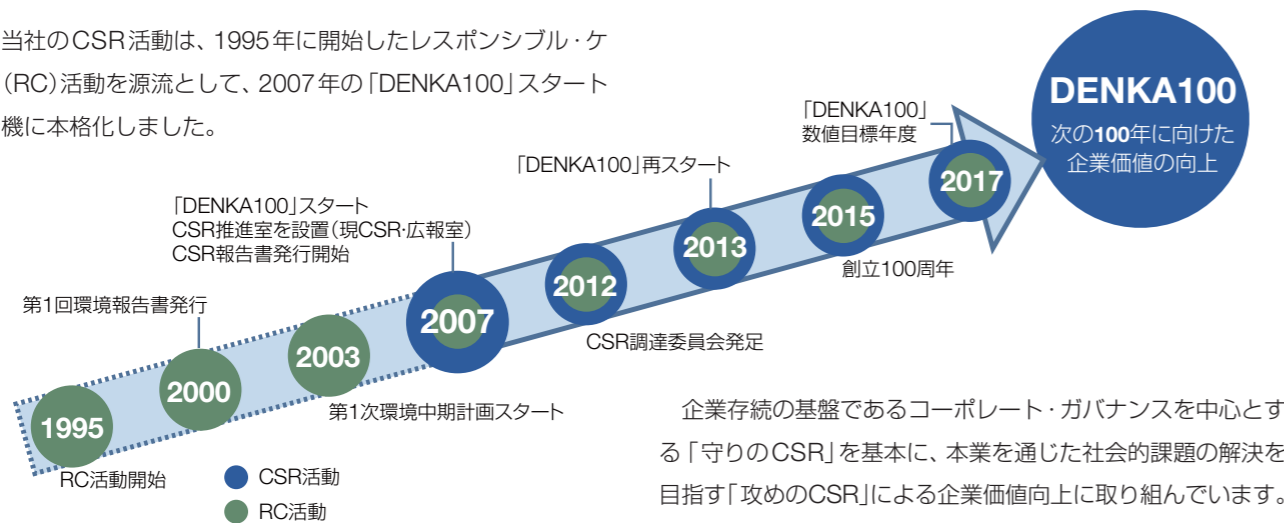 当社のCSR活動は、1995年に開始したレスポンシブル・ケ
(RC)活動を源流として、2007年の「DENKA100」スタート
機に本格化しました。
DENKA100
次の100年に向けた
企業価値の向上
「DENKA100」
数値目標年度
2017
「DENKA100」再スタート
2015
創立100周年
2013
「DENKA100」スタート
CSR推進室を設置(現CSR・広報室)
CSR報告書発行開始
2012
CSR調達委員会発足
2007
第1回環境報告書発行
2003
第1次環境中期計画スタート
2000
1995
RC活動開始
CSR活動
RC活動
企業存続の基盤であるコーポレート・ガバナンスを中心とす
る「守りのCSR」を基本に、本業を通じた社会的課題の解決を
目指す「攻めのCSR」による企業価値向上に取り組んでいます。